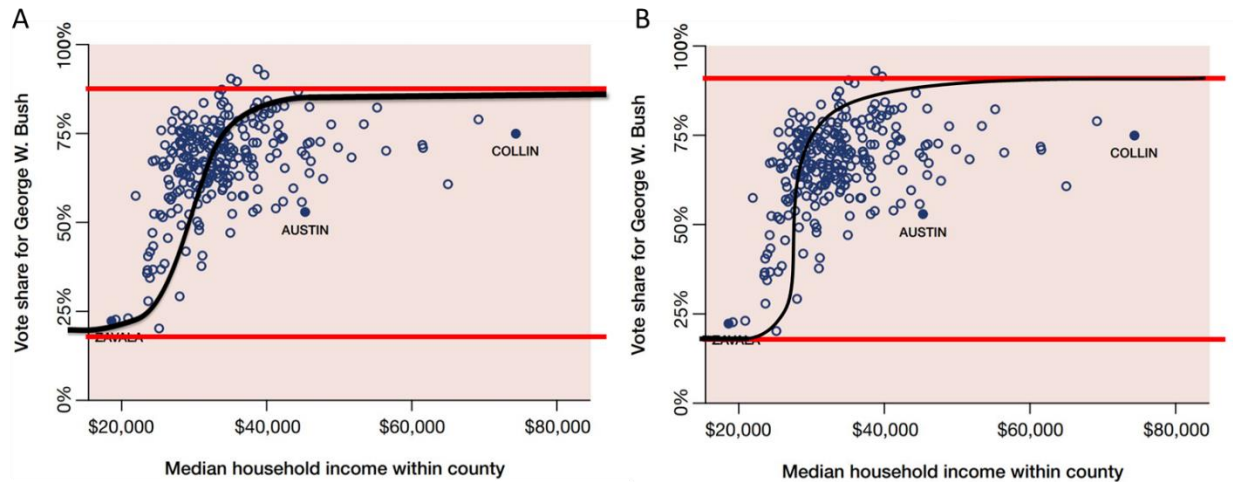 A
Vote share for George W. Bush
100%
75%
50%
25%
0%
COLLIN
AUSTIN
ZAVALA
$20,000 $40,000 $60,000 $80,000
Median household income within county
B
Vote share for George W. Bush
100%
75%
50%
25%
0%
COLLIN
AUSTIN
ZAVALA
$20,000 $40,000 $60,000 $80,000
Median household income within county